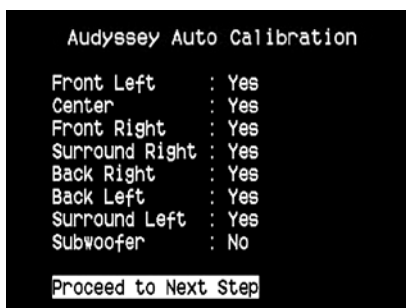 Audyssey Auto Calibration
Front Left : Yes
Center : Yes
Front Right : Yes
Surround Right : Yes
Back Right : Yes
Back Left : Yes
Surround Left : Yes
Subwoofer : No
Proceed to Next Step